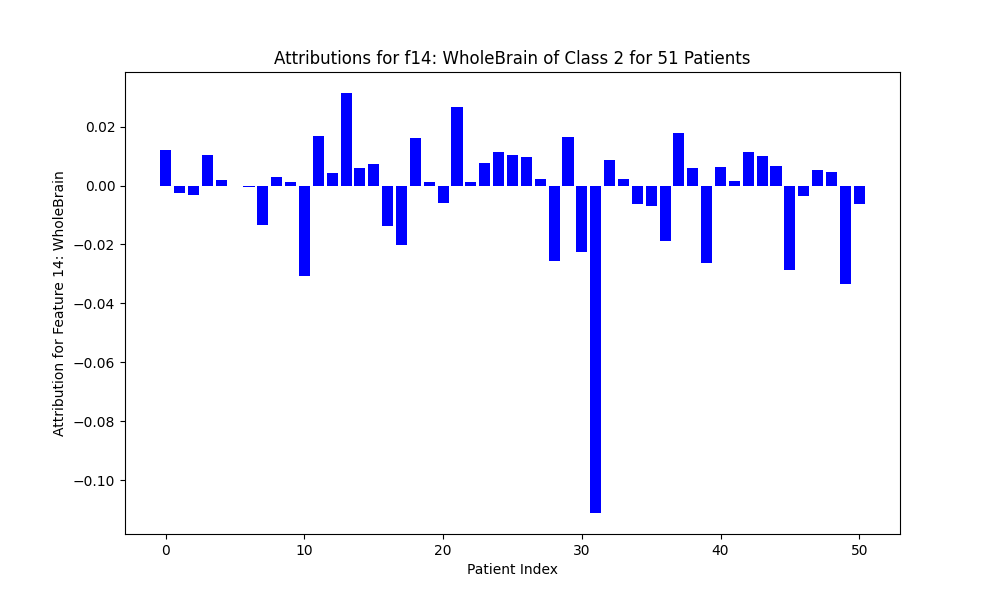 Attributions for f14: WholeBrain of Class 2 for 51 Patients
Attribution for Feature 14: WholeBrain
0.02
0.00
−0.02
−0.04
−0.06
−0.08
−0.10
0 10 20 30 40 50
Patient Index